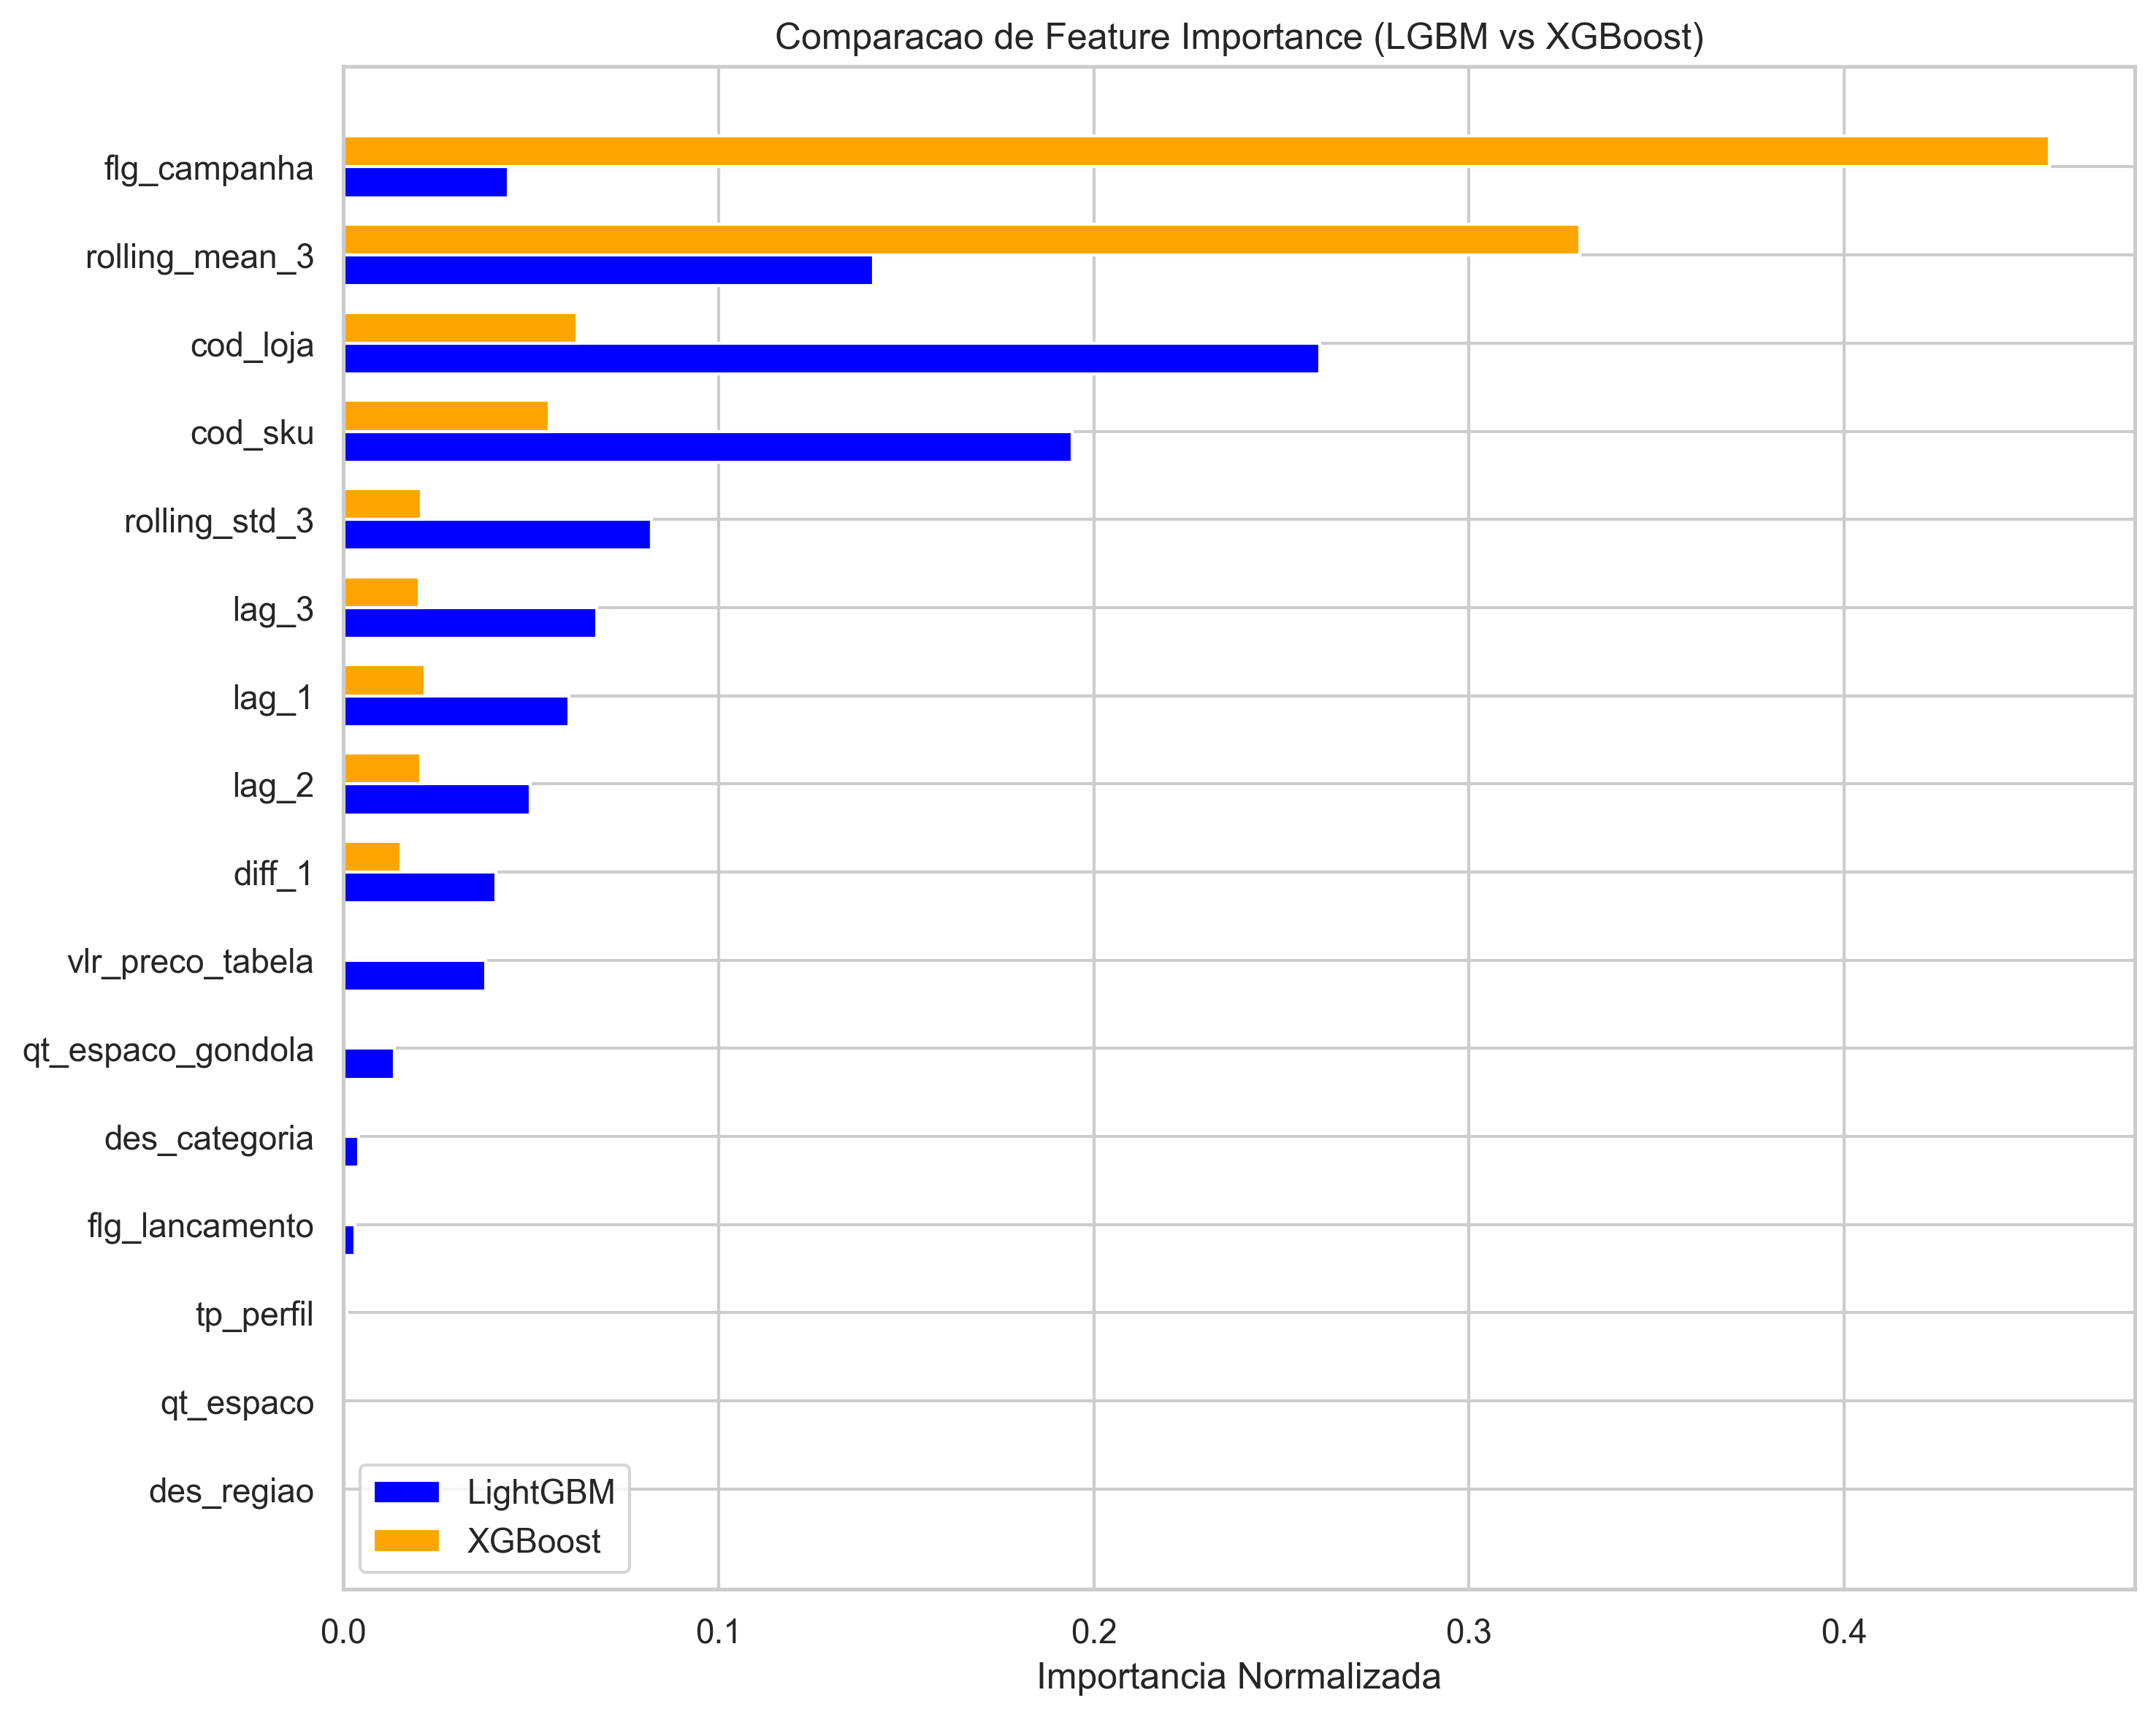 Comparacao de Feature Importance (LGBM vs XGBoost)
flg_campanha
rolling_mean_3
cod_loja
cod_sku
rolling_std_3
lag_3
lag_1
lag_2
diff_1
vlr_preco_tabela
qt_espaco_gondola
des_categoria
flg_lancamento
tp_perfil
qt_espaco
des_regiao
LightGBM
XGBoost
0.0 0.1 0.2 0.3 0.4
Importancia Normalizada